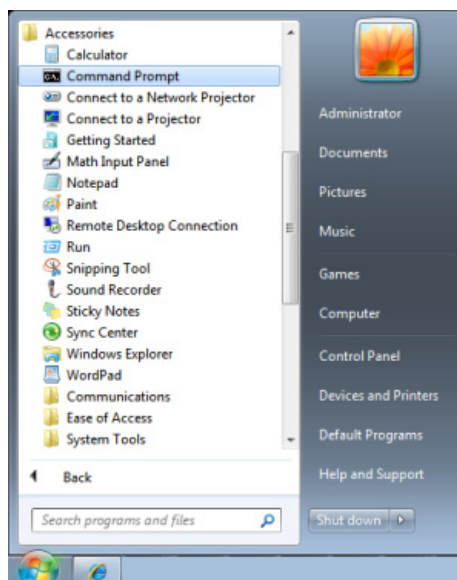 Accessories
Calculator
Command Prompt
Connect to a Network Projector
Connect to a Projector
Getting Started
Math Input Panel
Notepad
Paint
Remote Desktop Connection
Run
Snipping Tool
Sound Recorder
Sticky Notes
Sync Center
Windows Explorer
WordPad
Communications
Ease of Access
System Tools
Back
Search programs and files
Administrator
Documents
Pictures
Music
Games
Computer
Control Panel
Devices and Printers
Default Programs
Help and Support
Shut down